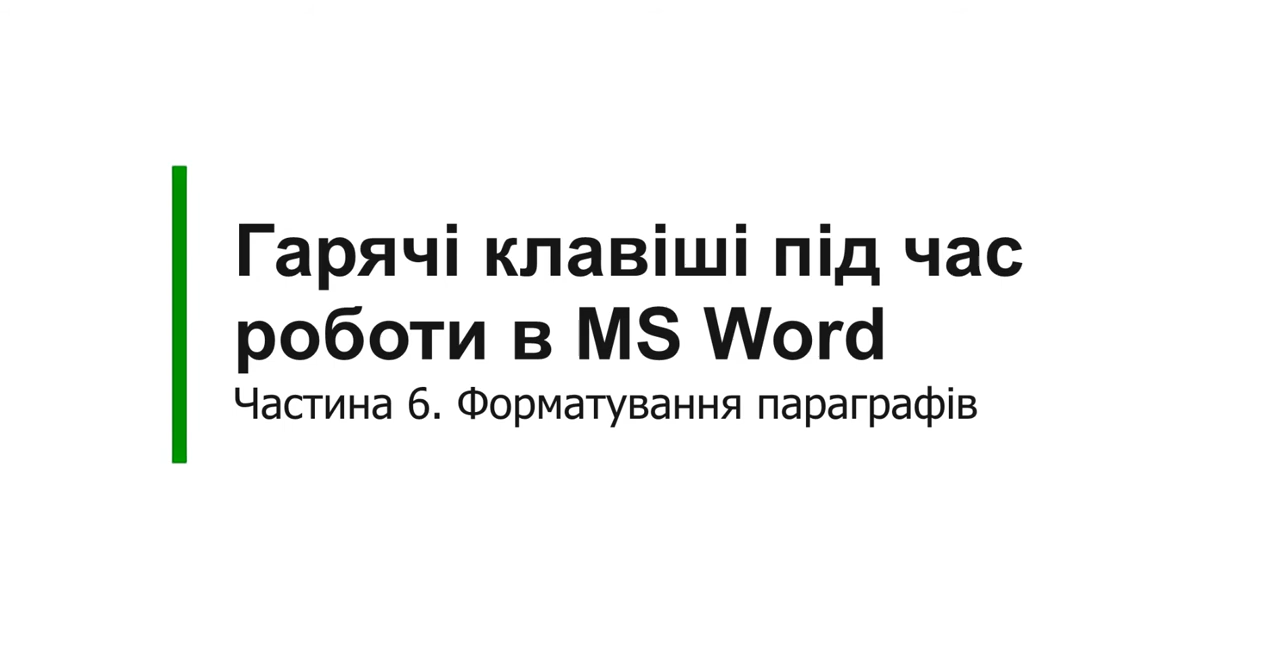 Гарячі клавіші під час
роботи в MS Word
Частина 6. Форматування параграфів